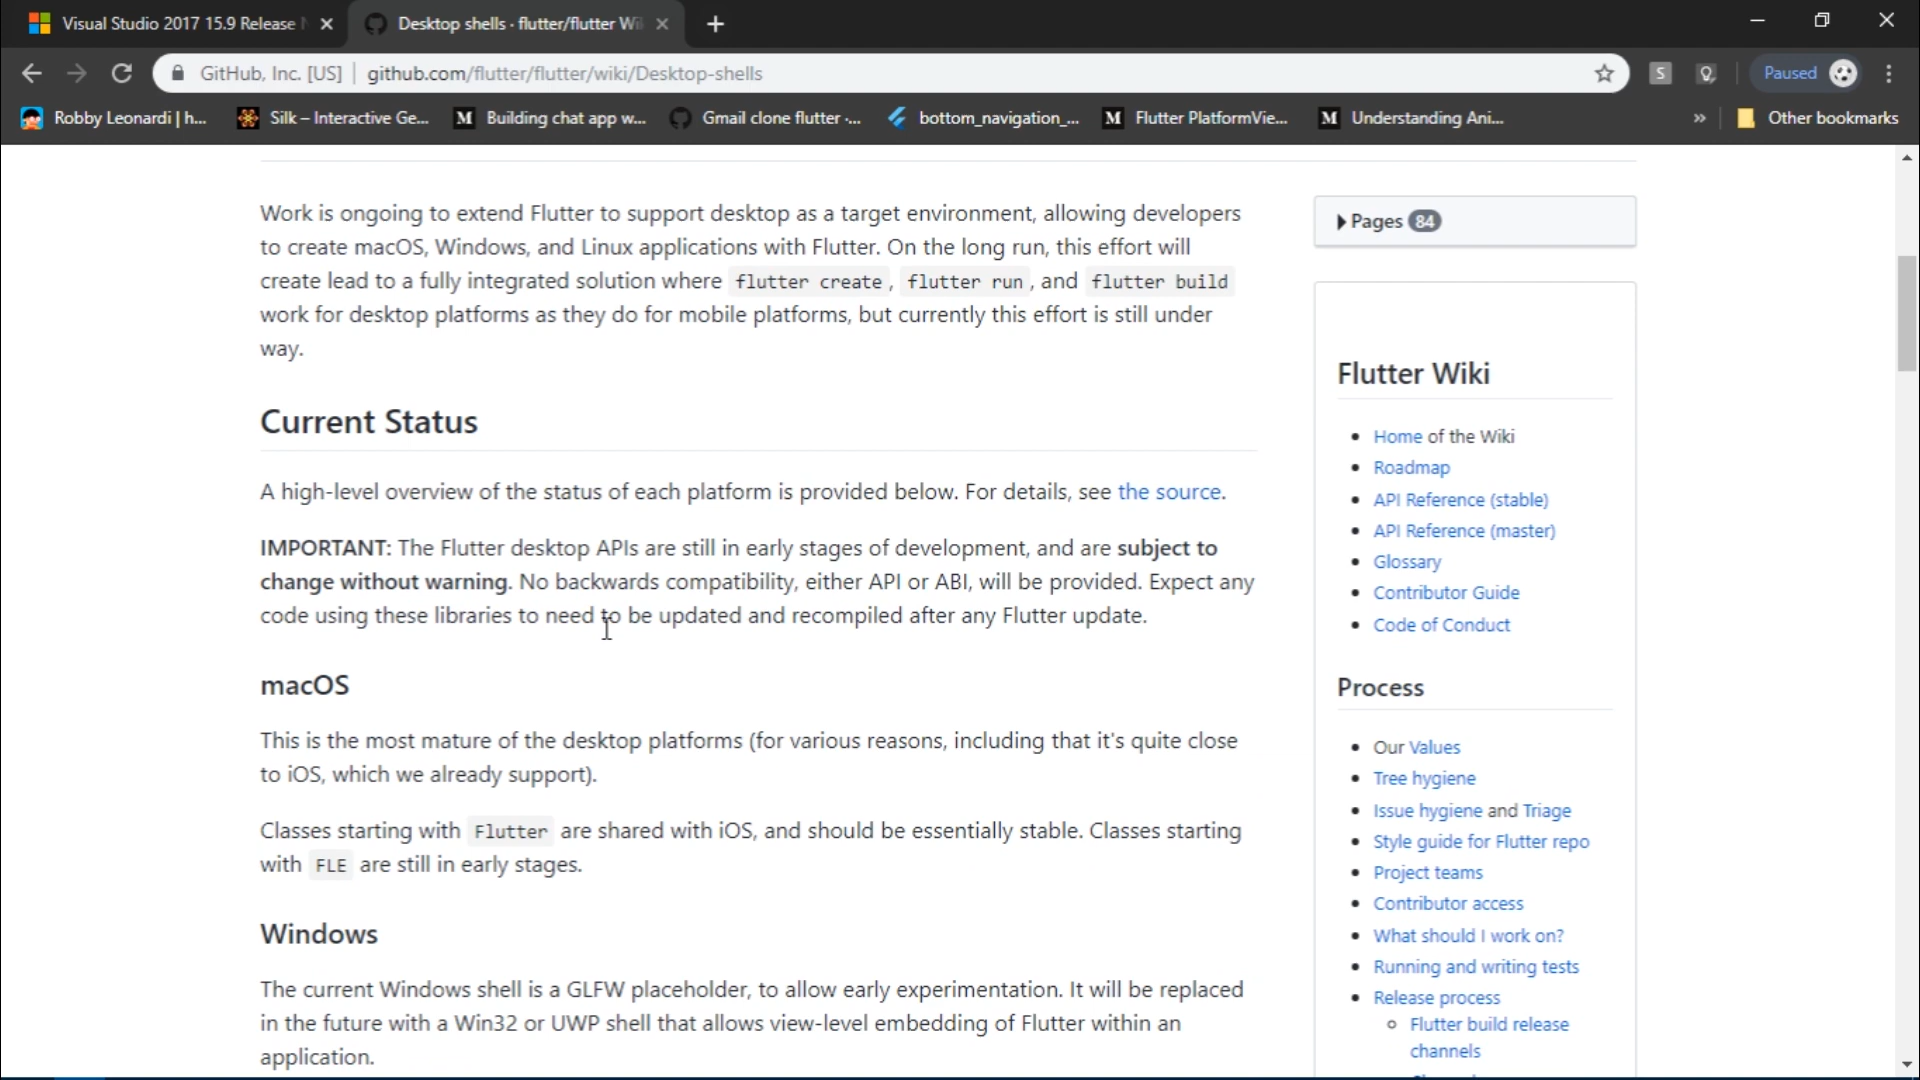 Visual Studio 2017 15.9 Release
Desktop shells · flutter/flutter Wi
GitHub, Inc. [US] | github.com/flutter/flutter/wiki/Desktop-shells
S
Paused
Robby Leonardi | h...
Silk – Interactive Ge...
M Building chat app w...
Gmail clone flutter ·...
bottom_navigation_...
M Flutter PlatformVie...
M Understanding Ani...
»
Other bookmarks
Work is ongoing to extend Flutter to support desktop as a target environment, allowing developers
to create macOS, Windows, and Linux applications with Flutter. On the long run, this effort will
create lead to a fully integrated solution where flutter create , flutter run , and flutter build
work for desktop platforms as they do for mobile platforms, but currently this effort is still under
way.
Current Status
A high-level overview of the status of each platform is provided below. For details, see the source.
IMPORTANT: The Flutter desktop APIs are still in early stages of development, and are subject to
change without warning. No backwards compatibility, either API or ABI, will be provided. Expect any
code using these libraries to need to be updated and recompiled after any Flutter update.
macOS
This is the most mature of the desktop platforms (for various reasons, including that it's quite close
to iOS, which we already support).
Classes starting with Flutter are shared with iOS, and should be essentially stable. Classes starting
with FLE are still in early stages.
Windows
The current Windows shell is a GLFW placeholder, to allow early experimentation. It will be replaced
in the future with a Win32 or UWP shell that allows view-level embedding of Flutter within an
application.
Pages 84
Flutter Wiki
Home of the Wiki
Roadmap
API Reference (stable)
API Reference (master)
Glossary
Contributor Guide
Code of Conduct
Process
Our Values
Tree hygiene
Issue hygiene and Triage
Style guide for Flutter repo
Project teams
Contributor access
What should I work on?
Running and writing tests
Release process
Flutter build release
channels